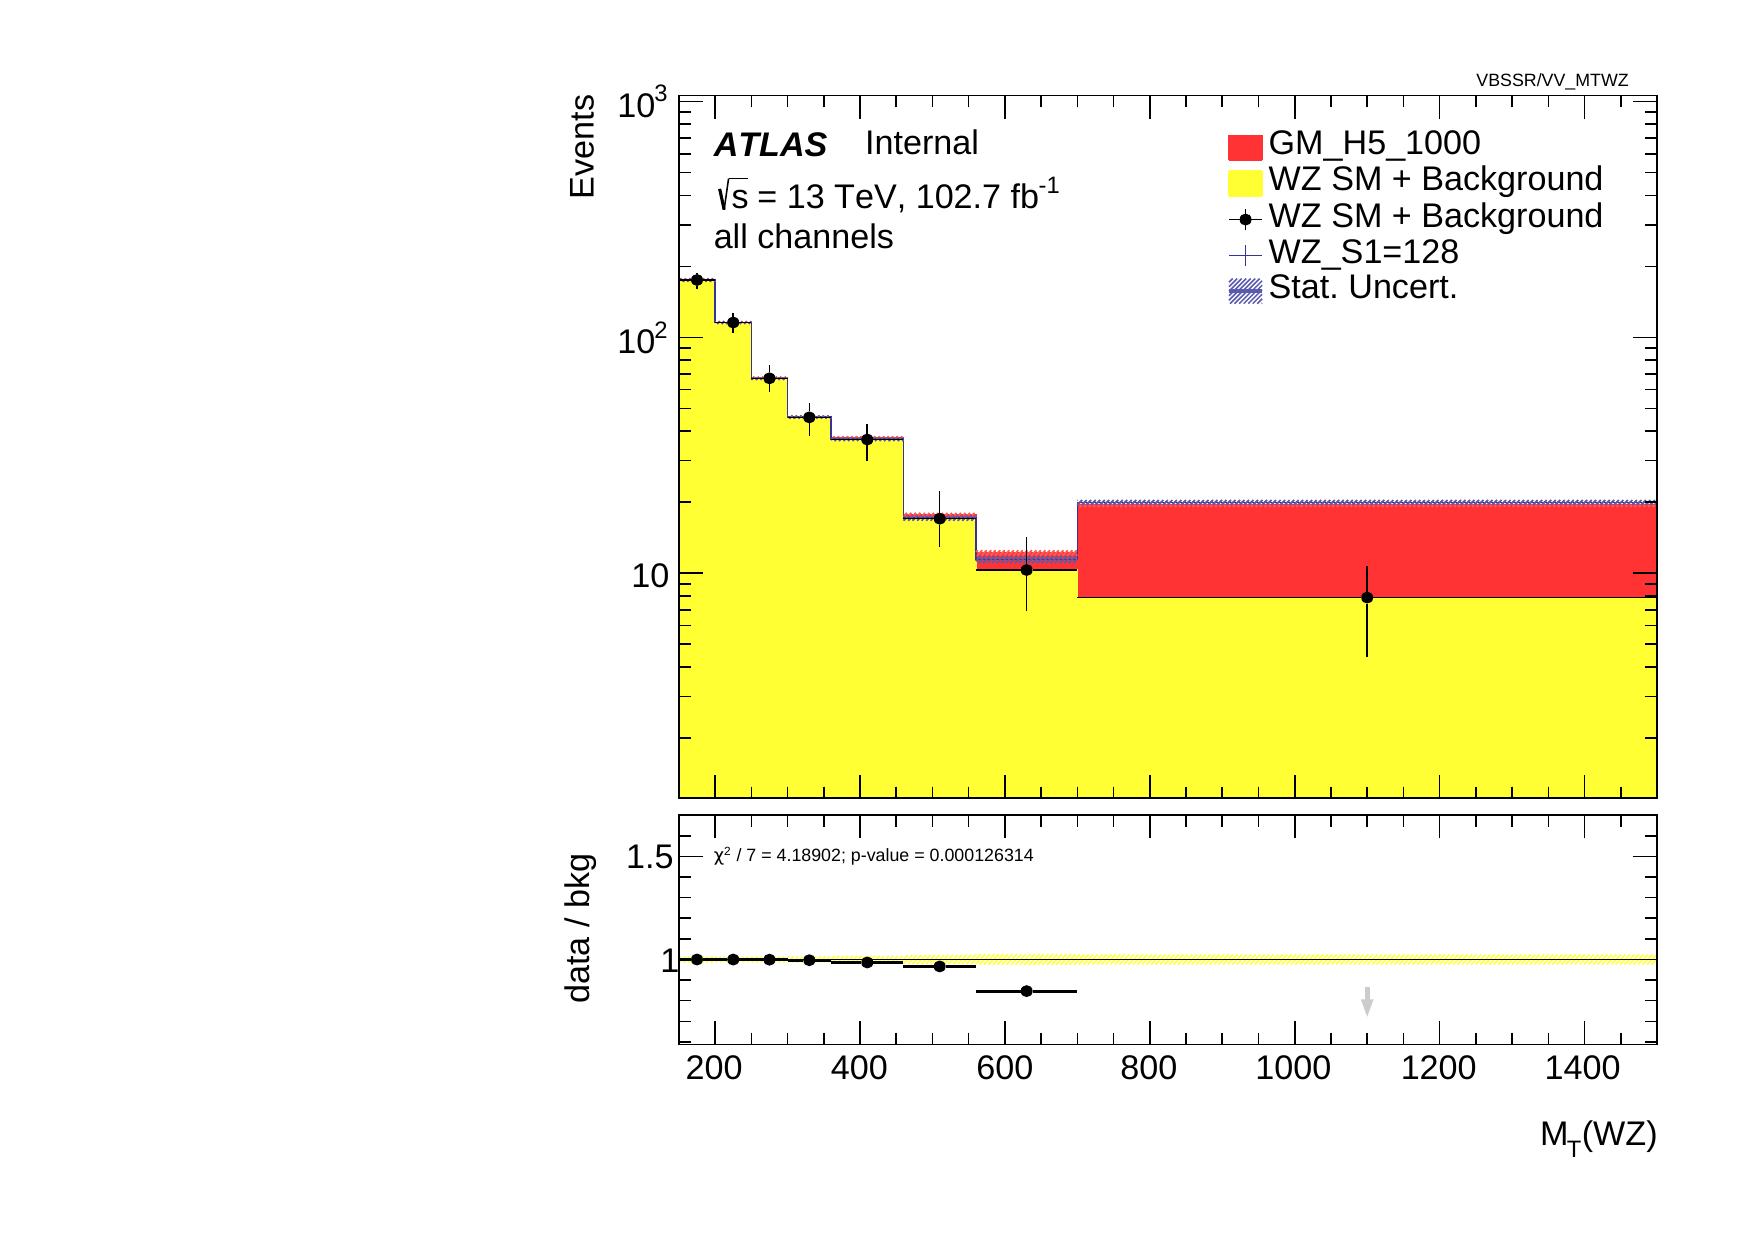 VBSSR/VV_MTWZ
Events
10³
10²
10
ATLAS Internal
√s = 13 TeV, 102.7 fb⁻¹
all channels
GM_H5_1000
WZ SM + Background
WZ SM + Background
WZ_S1=128
Stat. Uncert.
data / bkg
1.5
1
χ² / 7 = 4.18902; p-value = 0.000126314
200 400 600 800 1000 1200 1400
M_T(WZ)